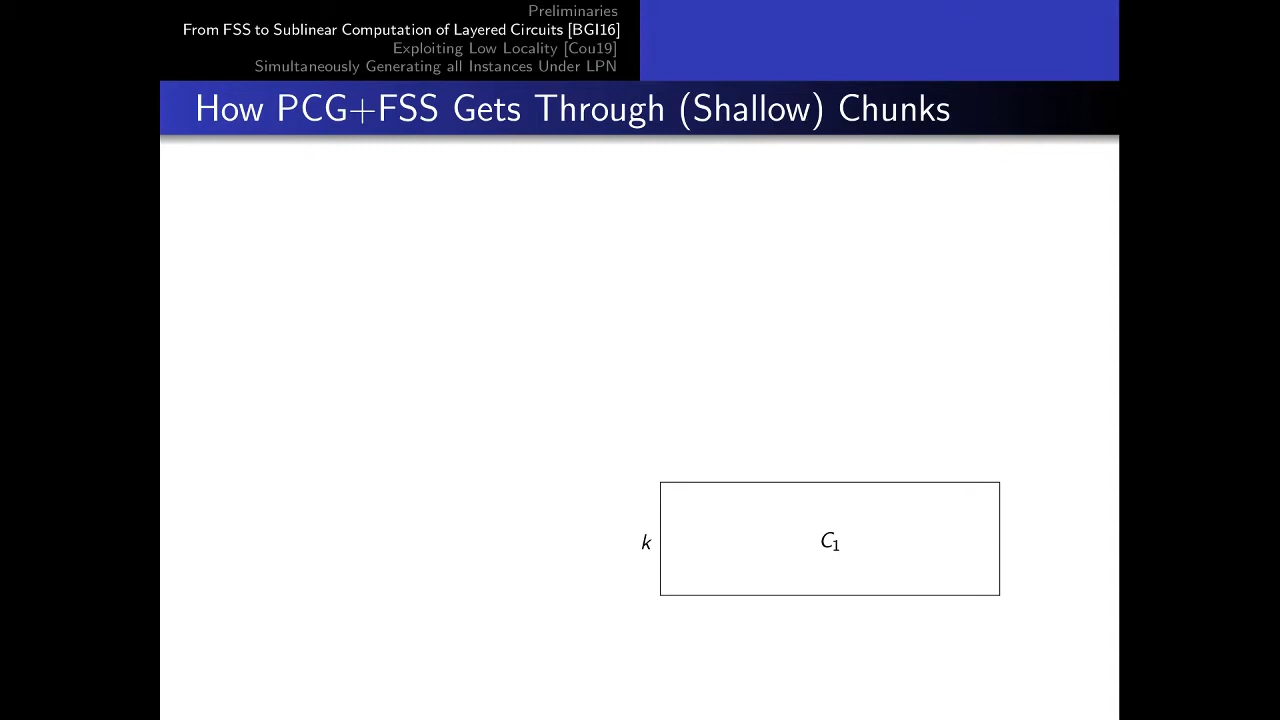 Preliminaries
From FSS to Sublinear Computation of Layered Circuits [BGI16]
Exploiting Low Locality [Cou19]
Simultaneously Generating all Instances Under LPN
How PCG+FSS Gets Through (Shallow) Chunks
k
C₁